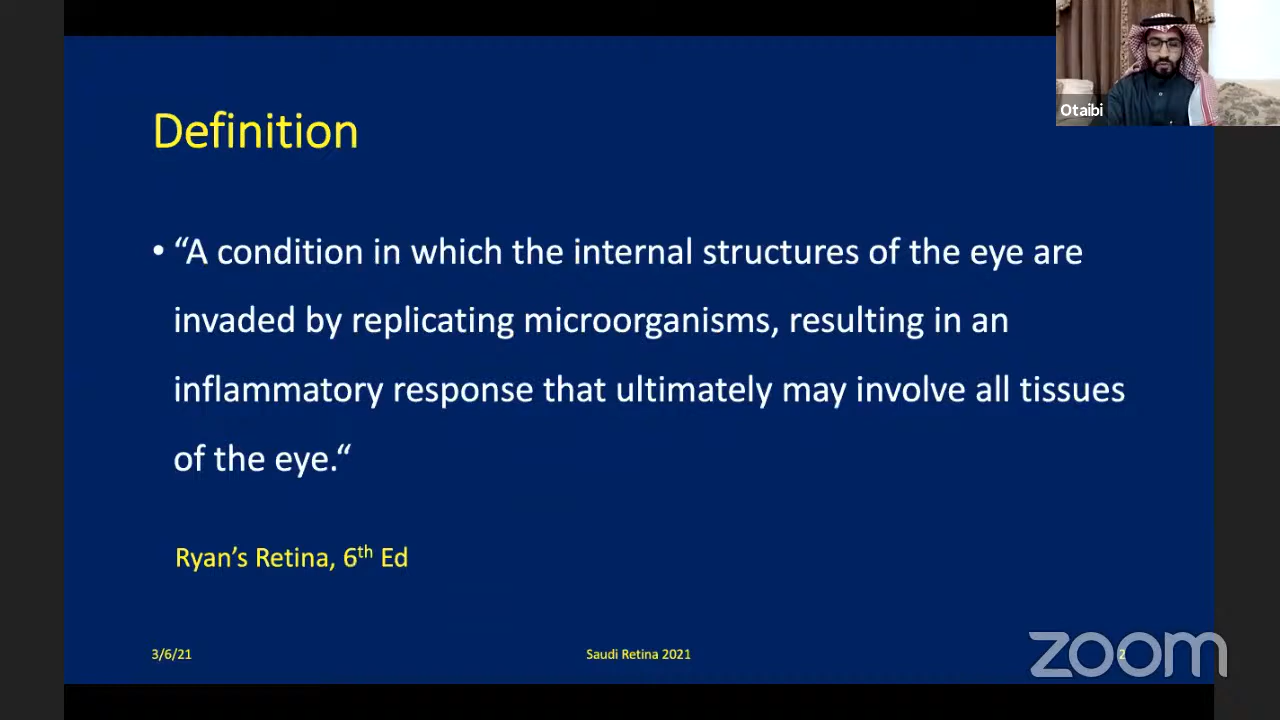 Otaibi
Definition
• “A condition in which the internal structures of the eye are
invaded by replicating microorganisms, resulting in an
inflammatory response that ultimately may involve all tissues
of the eye.“
Ryan’s Retina, 6th Ed
3/6/21
Saudi Retina 2021
2
zoom